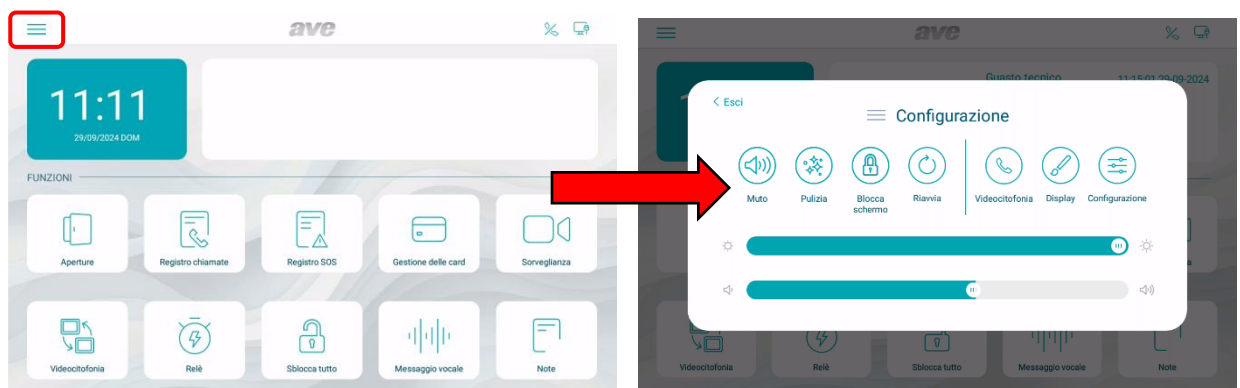 ave
11:11
29/09/2024 DOM
FUNZIONI
Aperture
Registro chiamate
Registro SOS
Gestione delle card
Sorveglianza
Videocitofonia
Relè
Sblocca tutto
Messaggio vocale
Note
ave
Guasto tecnico 11:15:01 29-09-2024
< Esci
Configurazione
Muto
Pulizia
Blocca
schermo
Riavvia
Videocitofonia
Display
Configurazione
Videocitofonia
Relè
Sblocca tutto
Messaggio vocale
Note